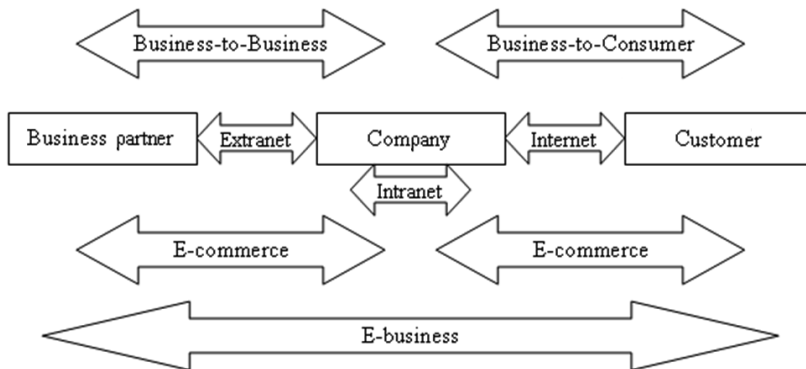 Business-to-Business
Business-to-Consumer
Business partner
Extranet
Company
Internet
Customer
Intranet
E-commerce
E-commerce
E-business